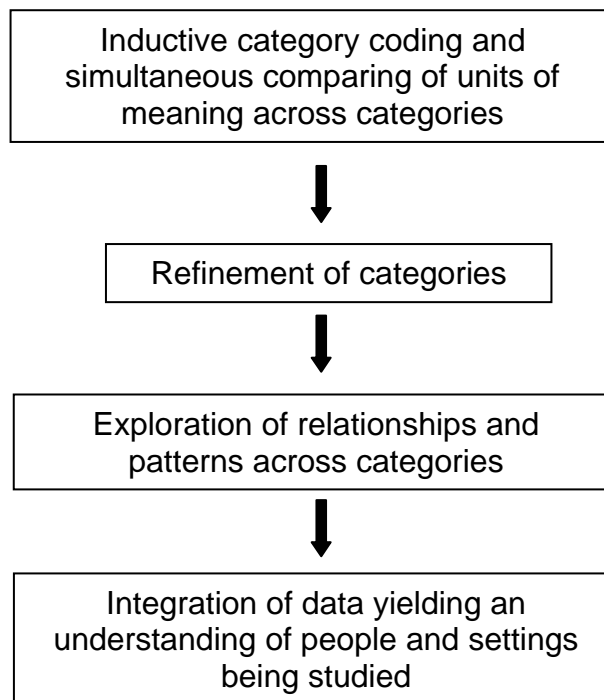 Inductive category coding and
simultaneous comparing of units of
meaning across categories
Refinement of categories
Exploration of relationships and
patterns across categories
Integration of data yielding an
understanding of people and settings
being studied